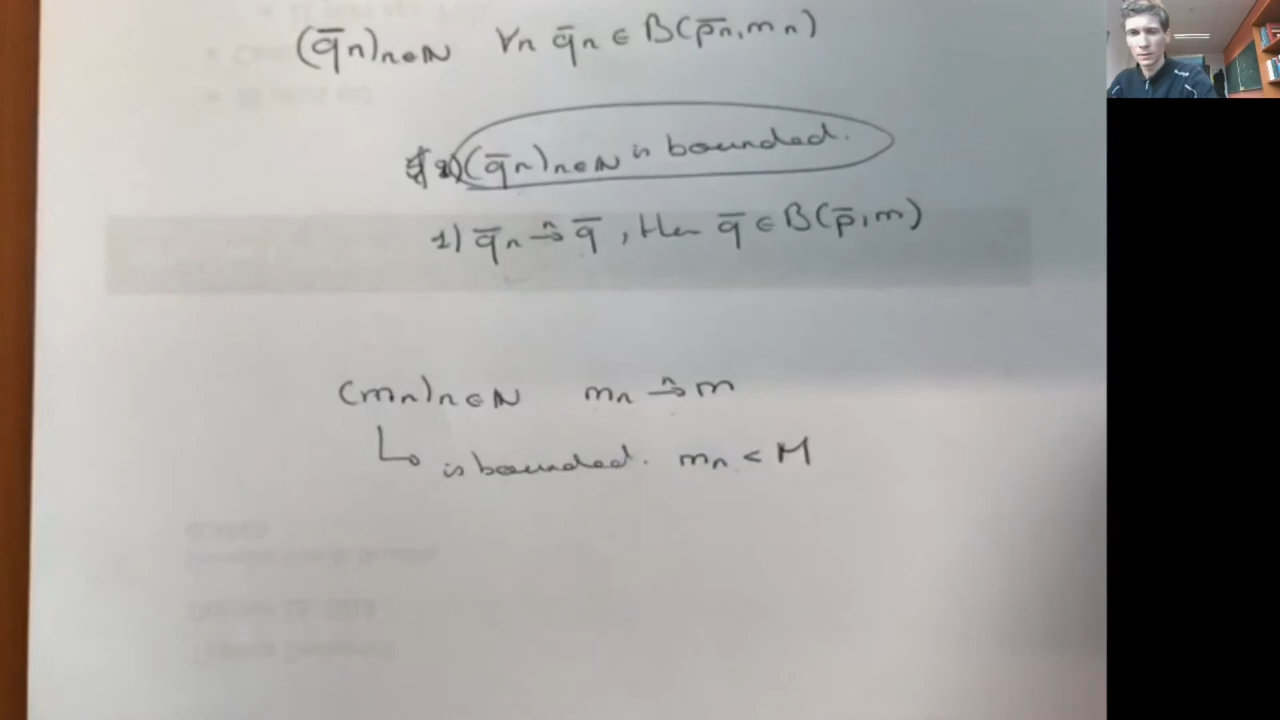 (q̄n)n∈ℕ ∀n q̄n ∈ B(p̄n, mn)
(q̄n)n∈ℕ is bounded.
1) q̄n →ⁿ q̄, then q̄ ∈ B(p̄, m)
(mn)n∈ℕ mn →ⁿ m
↳ is bounded. mn < M